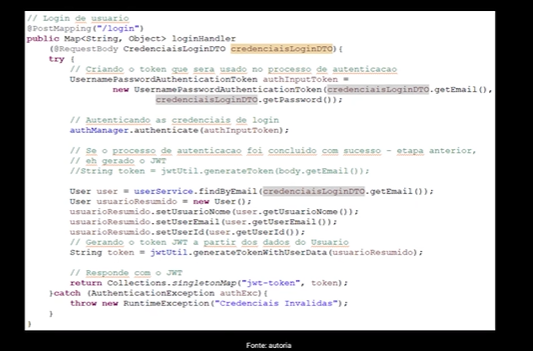 // Login de usuario
@PostMapping("/login")
public Map<String, Object> loginHandler
(@RequestBody CredenciaisLoginDTO credenciaisLoginDTO){
try {
// Criando o token que sera usado no processo de autenticacao
UsernamePasswordAuthenticationToken authInputToken =
new UsernamePasswordAuthenticationToken(credenciaisLoginDTO.getEmail(),
credenciaisLoginDTO.getPassword());
// Autenticando as credenciais de login
authManager.authenticate(authInputToken);
// Se o processo de autenticacao foi concluido com sucesso - etapa anterior,
// eh gerado o JWT
//String token = jwtUtil.generateToken(body.getEmail());
User user = userService.findByEmail(credenciaisLoginDTO.getEmail());
User usuarioResumido = new User();
usuarioResumido.setUsuarioNome(user.getUsuarioNome());
usuarioResumido.setUserEmail(user.getUserEmail());
usuarioResumido.setUserId(user.getUserId());
// Gerando o token JWT a partir dos dados do Usuario
String token = jwtUtil.generateTokenWithUserData(usuarioResumido);
// Responde com o JWT
return Collections.singletonMap("jwt-token", token);
}catch (AuthenticationException authExc){
throw new RuntimeException("Credenciais Invalidas");
}
}
Fonte: autoria